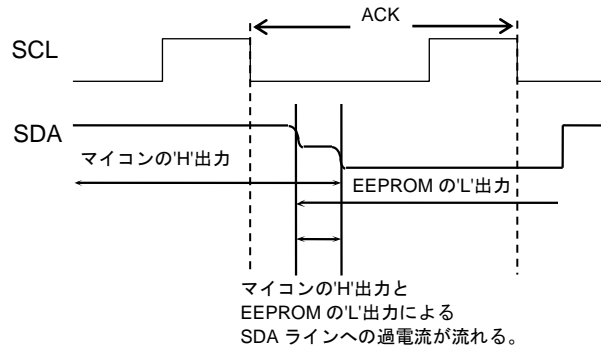 ACK
SCL
SDA
マイコンの'H'出力
EEPROM の'L'出力
マイコンの'H'出力と
EEPROM の'L'出力による
SDA ラインへの過電流が流れる。